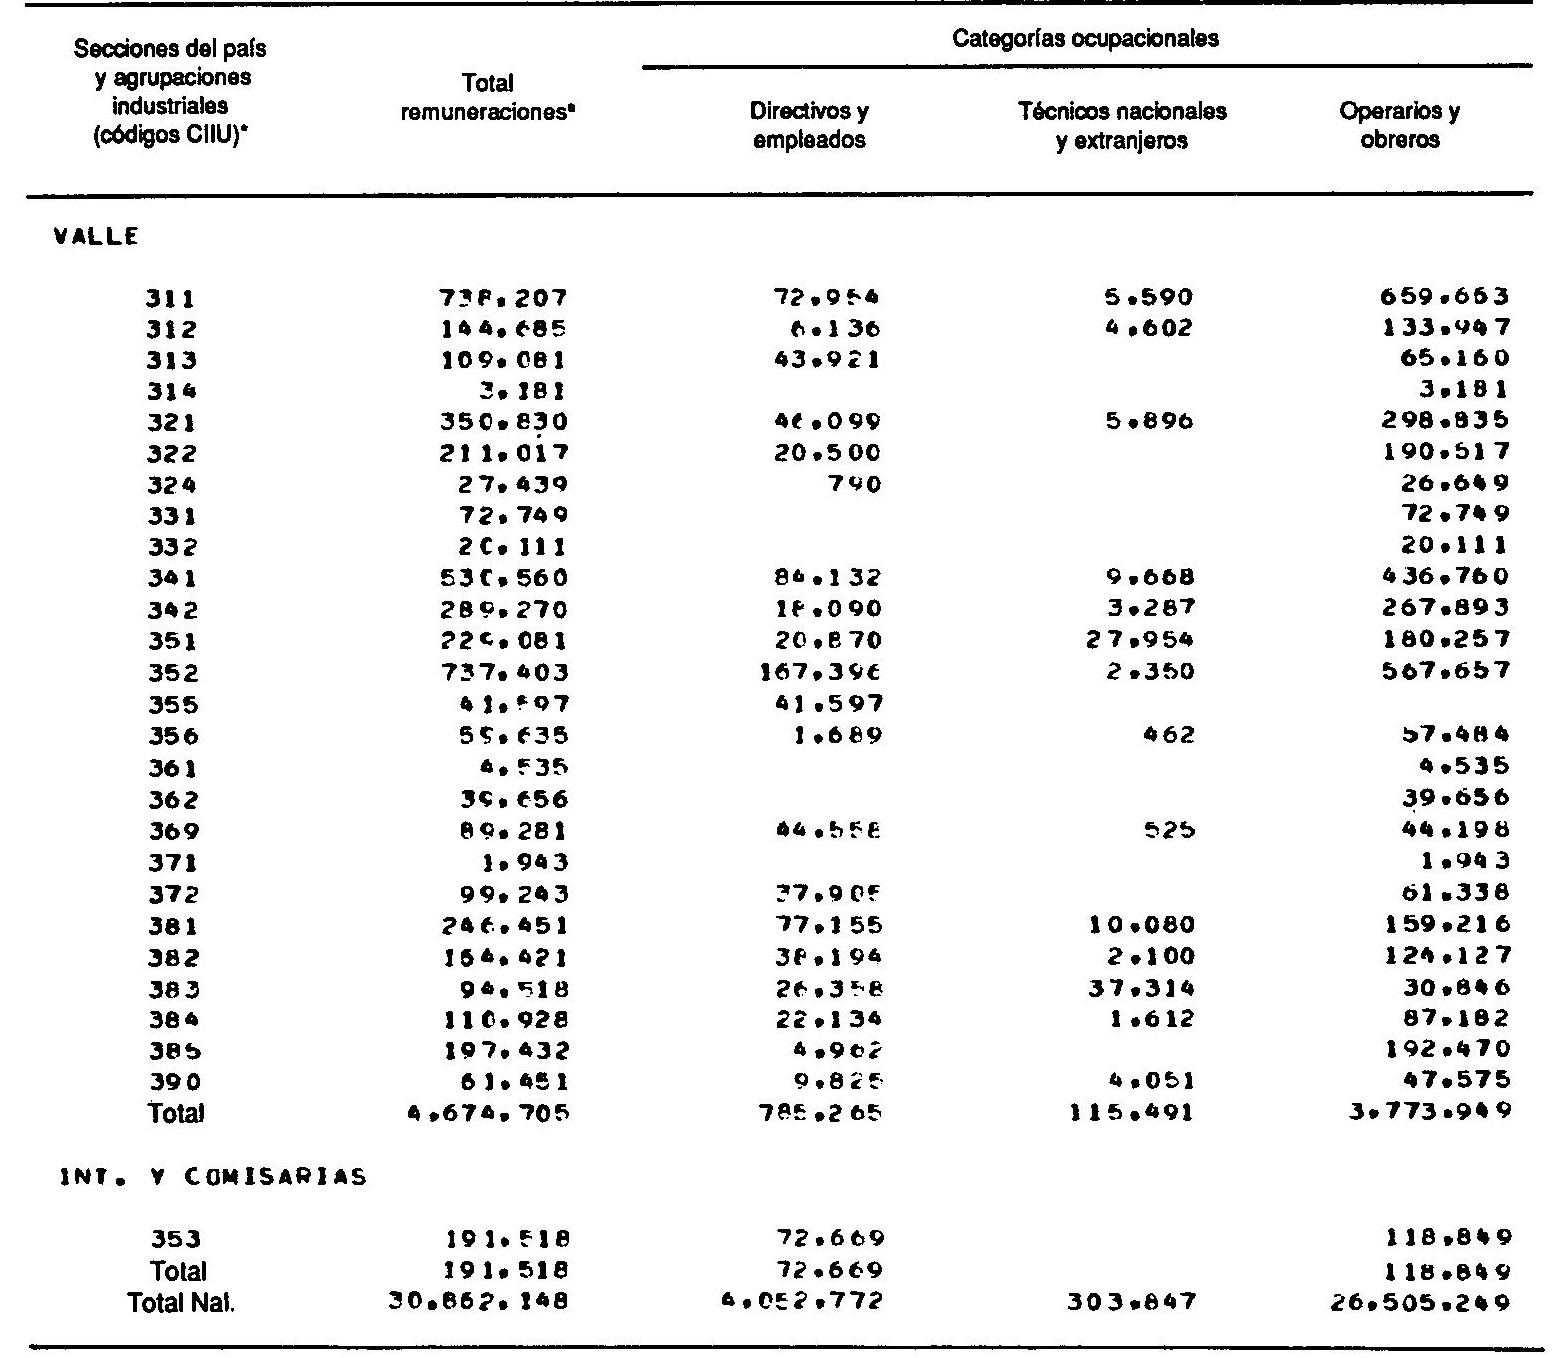 Secciones del país y agrupaciones industriales (códigos CIIU)*
Total remuneracionesª
Categorías ocupacionales
Directivos y empleados
Técnicos nacionales y extranjeros
Operarios y obreros
VALLE
311 738.207 72.954 5.590 659.663
312 144.685 6.136 4.602 133.947
313 109.081 43.921 65.160
314 3.181 3.181
321 350.830 46.099 5.896 298.835
322 211.017 20.500 190.517
324 27.439 790 26.649
331 72.749 72.749
332 20.111 20.111
341 530.560 84.132 9.668 436.760
342 289.270 18.090 3.287 267.893
351 229.081 20.870 27.954 180.257
352 737.403 167.396 2.350 567.657
355 41.597 41.597
356 59.635 1.689 462 57.484
361 4.535 4.535
362 39.656 39.656
369 89.281 44.558 525 44.198
371 1.943 1.943
372 99.243 37.905 61.338
381 246.451 77.155 10.080 159.216
382 164.421 38.194 2.100 124.127
383 94.518 26.358 37.314 30.846
384 110.928 22.134 1.612 87.182
385 197.432 4.962 192.470
390 61.451 9.825 4.051 47.575
Total 4.674.705 785.265 115.491 3.773.949
INT. Y COMISARIAS
353 191.518 72.669 118.849
Total 191.518 72.669 118.849
Total Nal. 30.862.148 4.052.772 303.847 26.505.249